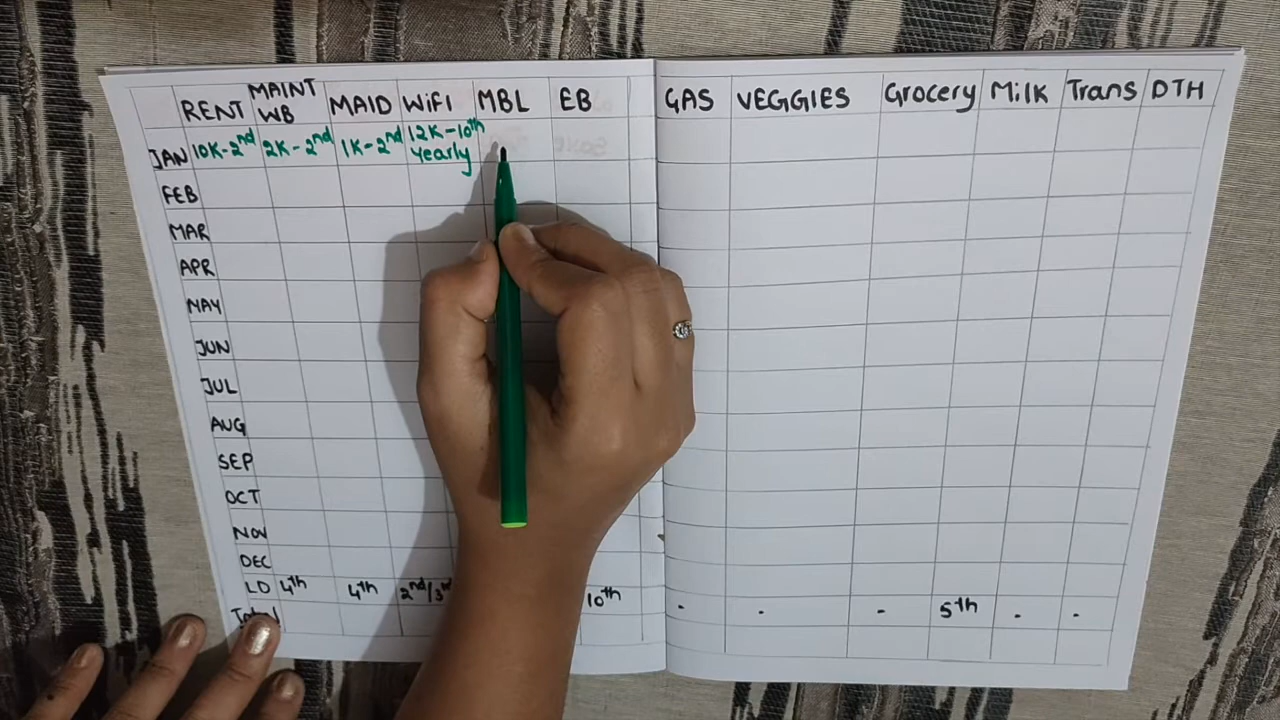 RENT MAINT WB MAID WiFI MBL EB GAS VEGGIES Grocery Milk Trans DTH
JAN 10K-2nd 2K-2nd 1K-2nd 12K-10th yearly
FEB
MAR
APR
MAY
JUN
JUL
AUG
SEP
OCT
NOV
DEC
LD 4th 4th 2nd/3rd 10th - - - 5th - -
Total